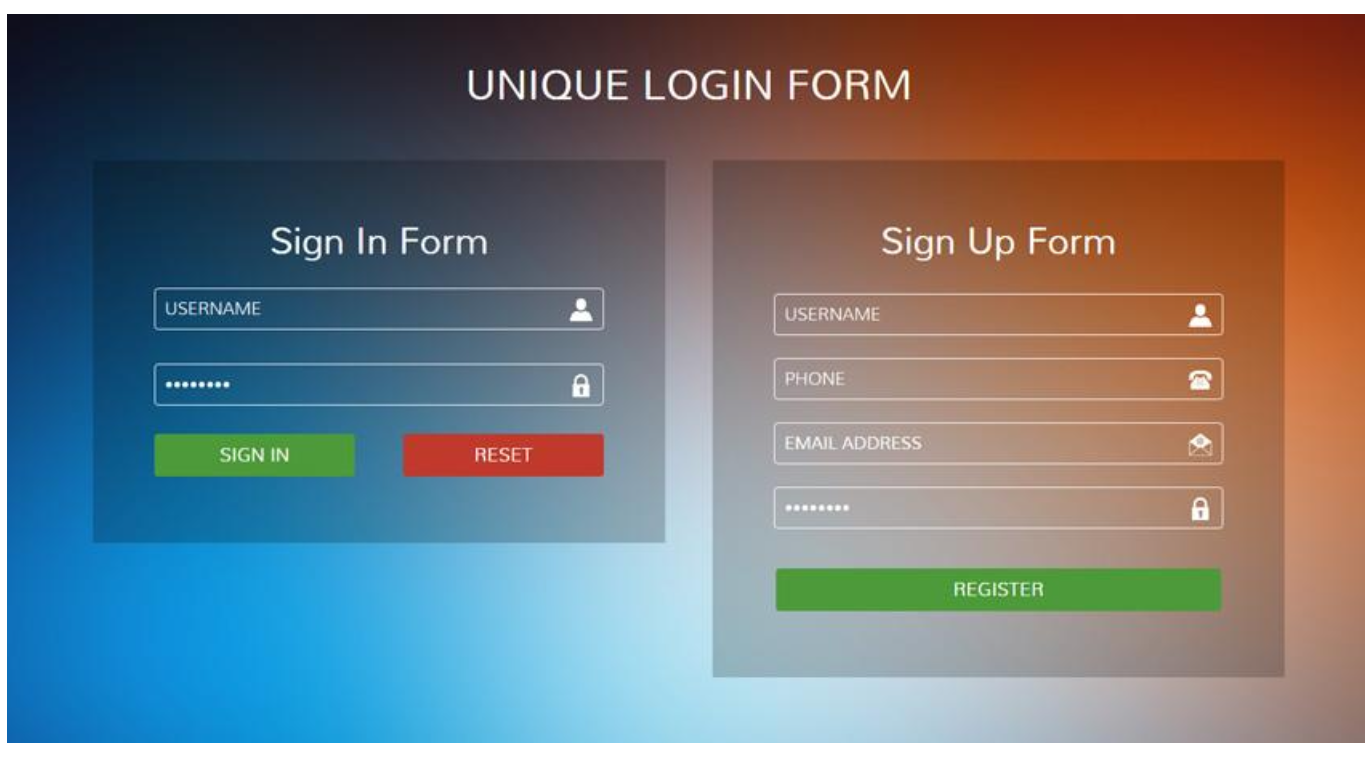 UNIQUE LOGIN FORM
Sign In Form
USERNAME
••••••••
SIGN IN
RESET
Sign Up Form
USERNAME
PHONE
EMAIL ADDRESS
••••••••
REGISTER